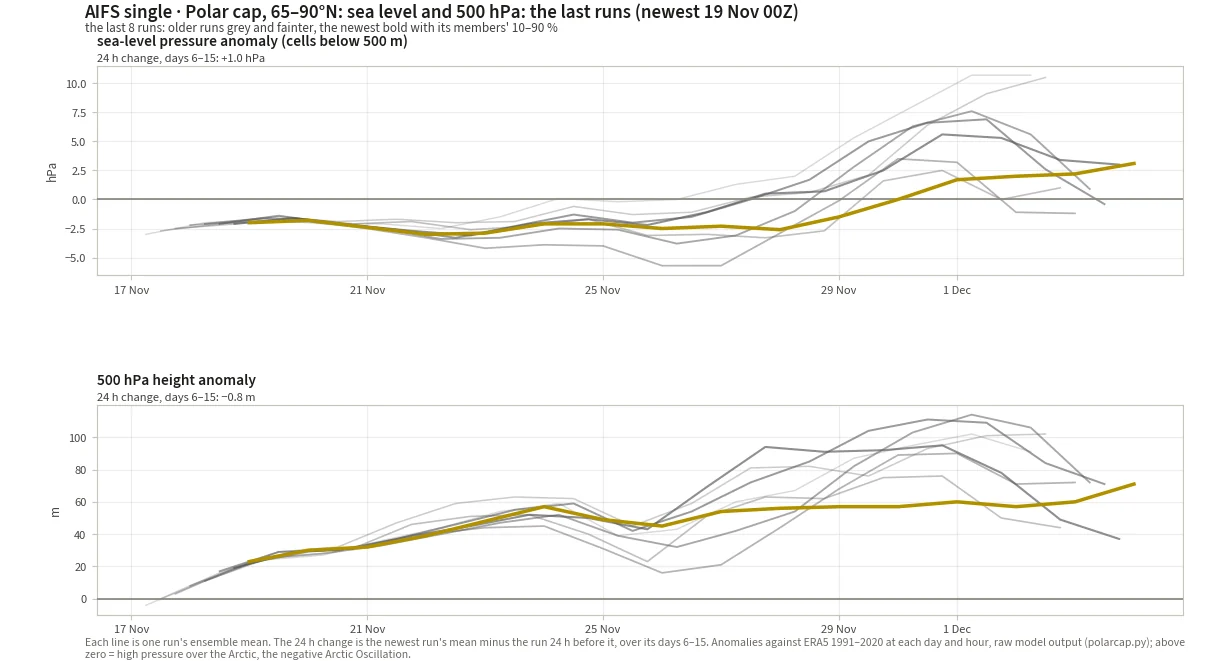 AIFS single · Polar cap, 65–90°N: sea level and 500 hPa: the last runs (newest 19 Nov 00Z)
the last 8 runs: older runs grey and fainter, the newest bold with its members' 10–90 %
sea-level pressure anomaly (cells below 500 m)
24 h change, days 6–15: +1.0 hPa
10.0
7.5
5.0
2.5
0.0
−2.5
−5.0
hPa
17 Nov
21 Nov
25 Nov
29 Nov
1 Dec
500 hPa height anomaly
24 h change, days 6–15: −0.8 m
100
80
60
40
20
0
m
17 Nov
21 Nov
25 Nov
29 Nov
1 Dec
Each line is one run's ensemble mean. The 24 h change is the newest run's mean minus the run 24 h before it, over its days 6–15. Anomalies against ERA5 1991–2020 at each day and hour, raw model output (polarcap.py); above
zero = high pressure over the Arctic, the negative Arctic Oscillation.